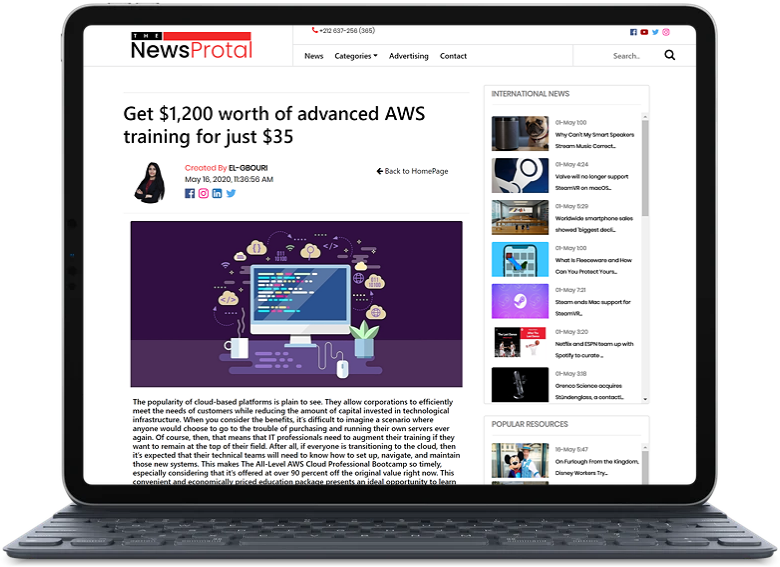 THE
NewsProtal
+212 637-256 (365)
News Categories Advertising Contact
Search..
Get $1,200 worth of advanced AWS
training for just $35
Created By EL-GBOURI
May 16, 2020, 11:36:56 AM
Back to HomePage
The popularity of cloud-based platforms is plain to see. They allow corporations to efficiently
meet the needs of customers while reducing the amount of capital invested in technological
infrastructure. When you consider the benefits, it's difficult to imagine a scenario where
anyone would choose to go to the trouble of purchasing and running their own servers ever
again. Of course, then, that means that IT professionals need to augment their training if they
want to remain at the top of their field. After all, if everyone is transitioning to the cloud, then
it's expected that their technical teams will need to know how to set up, navigate, and maintain
those new systems. This makes The All-Level AWS Cloud Professional Bootcamp so timely,
especially considering that it's offered at over 90 percent off the original value right now. This
convenient and economically priced education package presents an ideal opportunity to learn
INTERNATIONAL NEWS
01-May 1:00
Why Can't My Smart Speakers
Stream Music Correct...
01-May 4:24
Valve will no longer support
SteamVR on macOS...
01-May 5:29
Worldwide smartphone sales
showed 'biggest decli...
01-May 1:00
What Is Fleeceware and How
Can You Protect Yours...
01-May 7:21
Steam ends Mac support for
SteamVR...
01-May 3:20
Netflix and ESPN team up with
Spotify to curate ...
01-May 3:18
Grenco Science acquires
Stündenglass, a contacti...
POPULAR RESOURCES
16-May 5:47
On Furlough From the Kingdom,
Disney Workers Try...